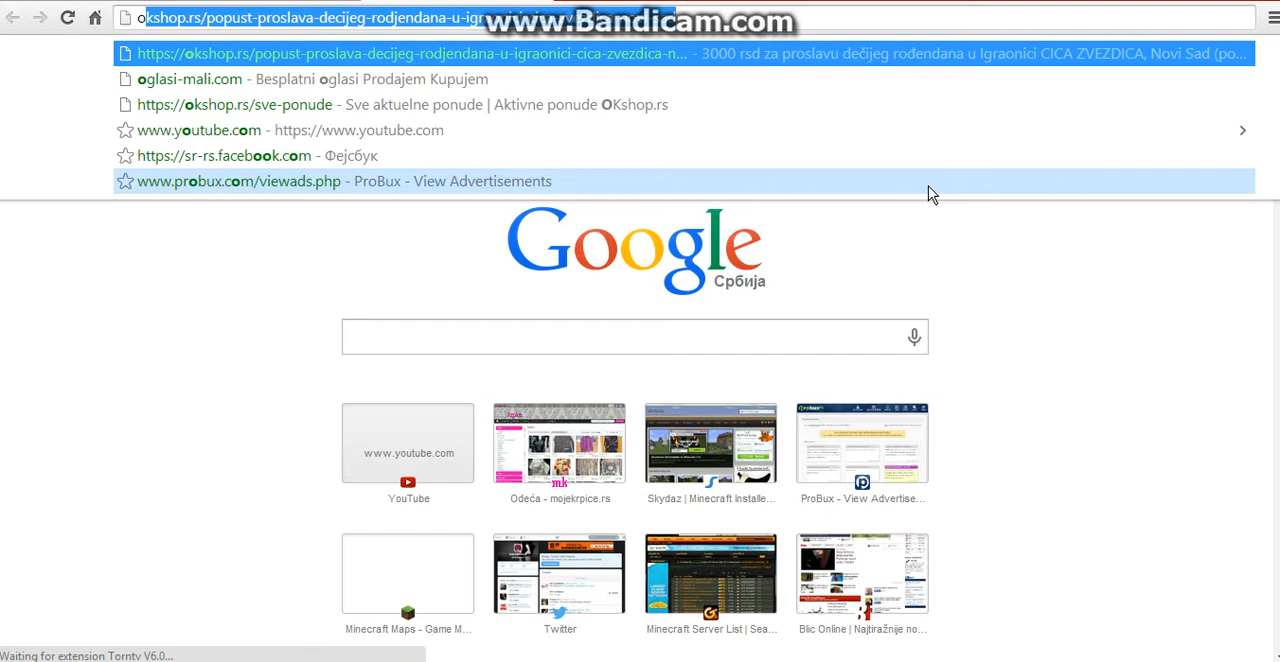 okshop.rs/popust-proslava-decijeg-rodjendana-u-igra
www.Bandicam.com
https://okshop.rs/popust-proslava-decijeg-rodjendana-u-igraonici-cica-zvezdica-n... - 3000 rsd za proslavu dečijeg rođendana u Igraonici CICA ZVEZDICA, Novi Sad (po...
oglasi-mali.com - Besplatni oglasi Prodajem Kupujem
https://okshop.rs/sve-ponude - Sve aktuelne ponude | Aktivne ponude OKshop.rs
www.youtube.com - https://www.youtube.com
https://sr-rs.facebook.com - Фејсбук
www.probux.com/viewads.php - ProBux - View Advertisements
Google
Србија
www.youtube.com
YouTube
Odeća - mojekrpice.rs
Skydaz | Minecraft Installe...
ProBux - View Advertise...
Minecraft Maps - Game M...
Twitter
Minecraft Server List | Sea...
Blic Online | Najtiražnije no...
Waiting for extension Torntv V6.0...